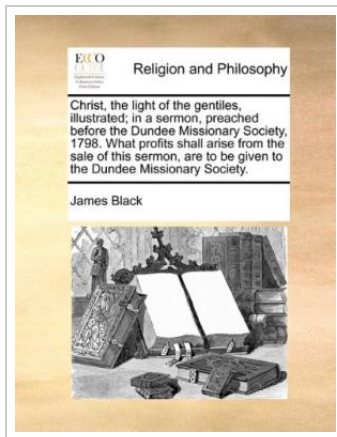 ECCO
Religion and Philosophy
Christ, the light of the gentiles,
illustrated; in a sermon, preached
before the Dundee Missionary Society,
1798. What profits shall arise from the
sale of this sermon, are to be given to
the Dundee Missionary Society.
James Black